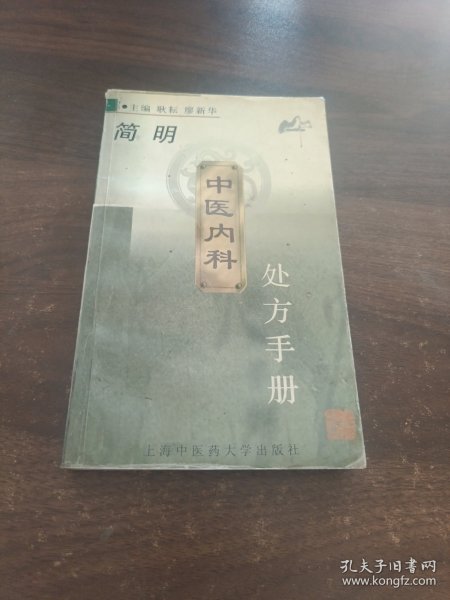 •主编 耿耘 廖新华
简明
中医内科
处方手册
上海中医药大学出版社
孔夫子旧书网
www.kongfz.com